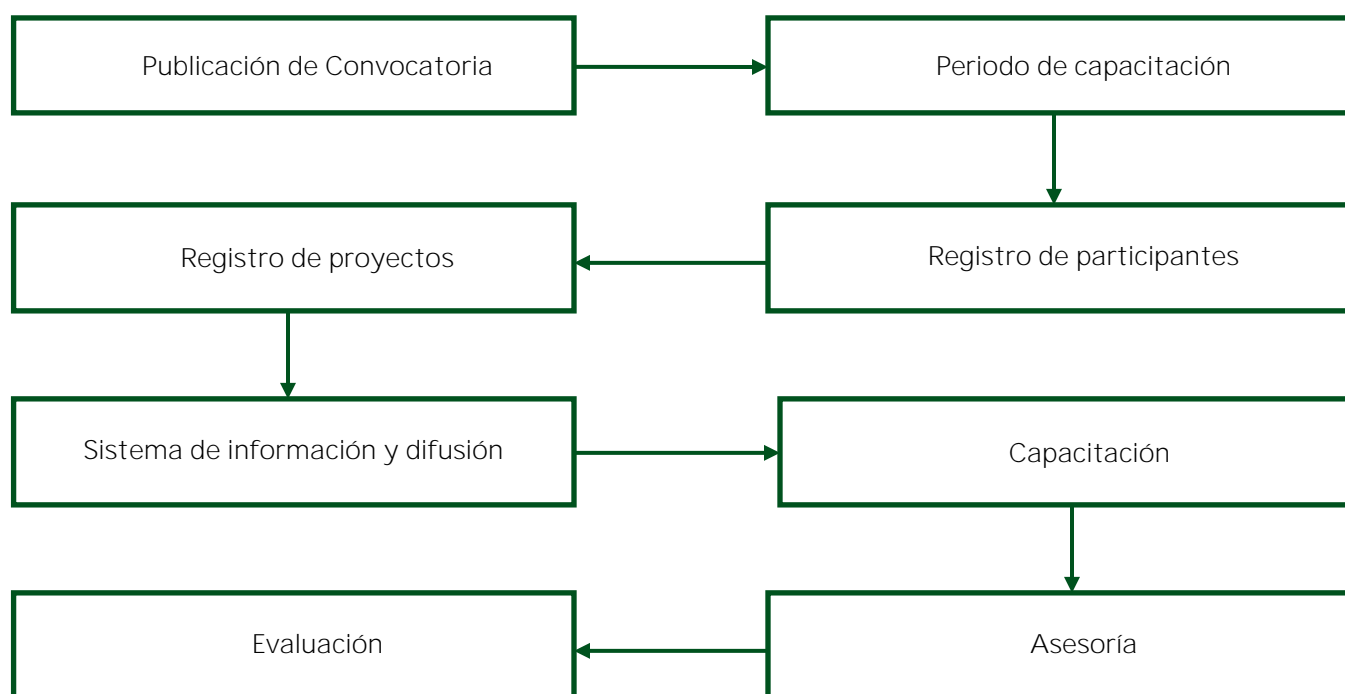 Publicación de Convocatoria
Periodo de capacitación
Registro de participantes
Registro de proyectos
Sistema de información y difusión
Capacitación
Asesoría
Evaluación